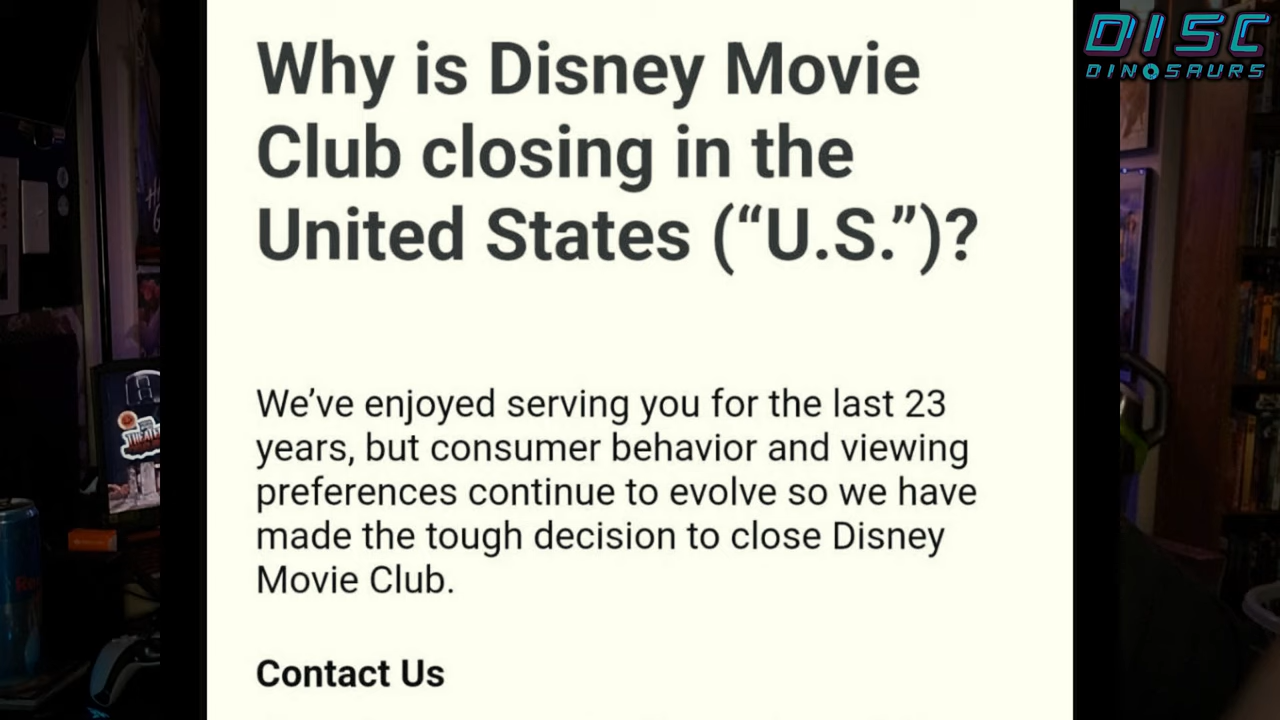 DISC
DINOSAURS
Why is Disney Movie
Club closing in the
United States (“U.S.”)?
We’ve enjoyed serving you for the last 23
years, but consumer behavior and viewing
preferences continue to evolve so we have
made the tough decision to close Disney
Movie Club.
Contact Us